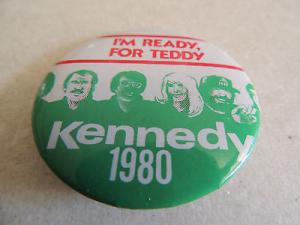 I'M READY,
FOR TEDDY
Kennedy
1980